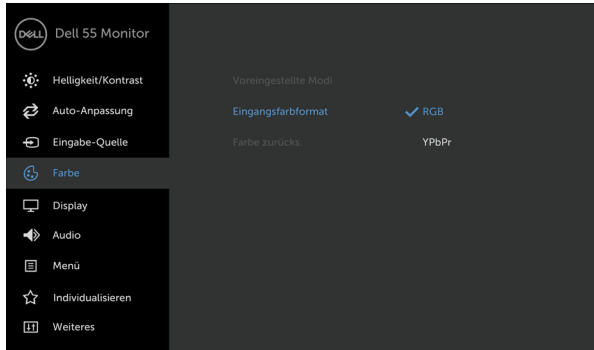 DELL Dell 55 Monitor
Helligkeit/Kontrast
Auto-Anpassung
Eingabe-Quelle
Farbe
Display
Audio
Menü
Individualisieren
Weiteres
Voreingestellte Modi
Eingangsfarbformat
Farbe zurücks.
RGB
YPbPr